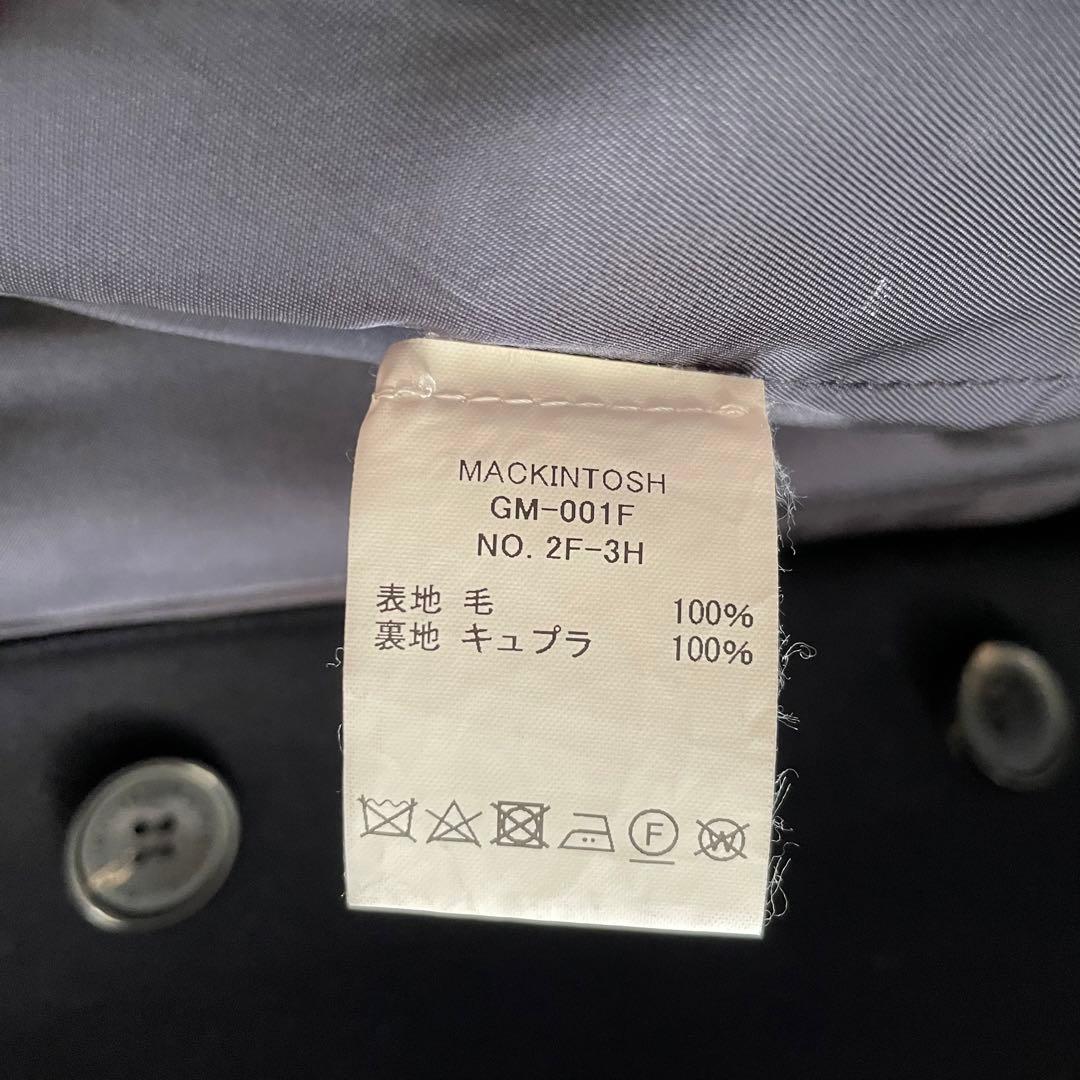 MACKINTOSH
GM-001F
NO. 2F-3H
表地 毛 100%
裏地 キュプラ 100%
F W